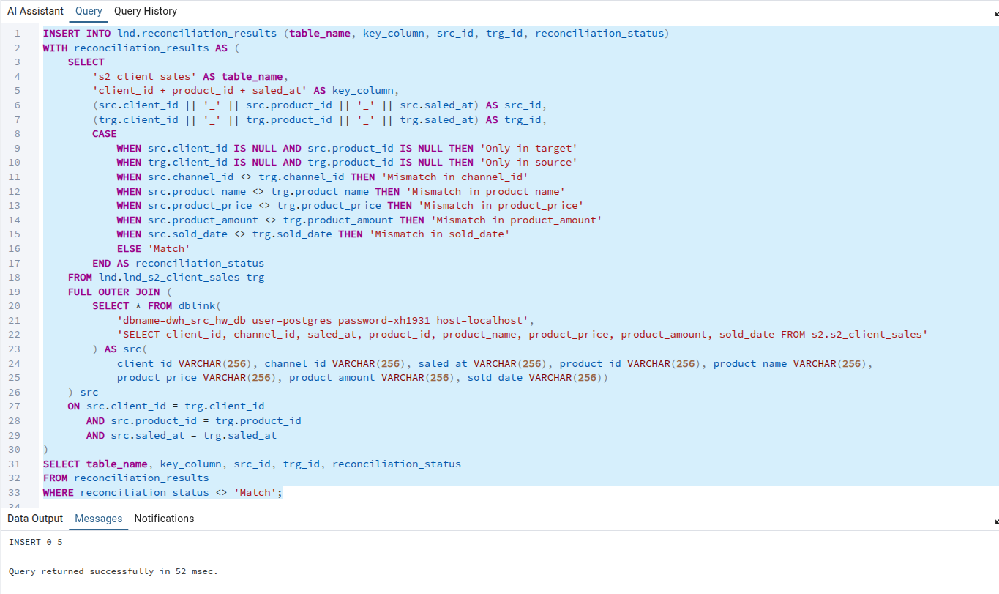 AI Assistant Query Query History
1 INSERT INTO lnd.reconciliation_results (table_name, key_column, src_id, trg_id, reconciliation_status)
2 WITH reconciliation_results AS (
3 SELECT
4 's2_client_sales' AS table_name,
5 'client_id + product_id + saled_at' AS key_column,
6 (src.client_id || '_' || src.product_id || '_' || src.saled_at) AS src_id,
7 (trg.client_id || '_' || trg.product_id || '_' || trg.saled_at) AS trg_id,
8 CASE
9 WHEN src.client_id IS NULL AND src.product_id IS NULL THEN 'Only in target'
10 WHEN trg.client_id IS NULL AND trg.product_id IS NULL THEN 'Only in source'
11 WHEN src.channel_id <> trg.channel_id THEN 'Mismatch in channel_id'
12 WHEN src.product_name <> trg.product_name THEN 'Mismatch in product_name'
13 WHEN src.product_price <> trg.product_price THEN 'Mismatch in product_price'
14 WHEN src.product_amount <> trg.product_amount THEN 'Mismatch in product_amount'
15 WHEN src.sold_date <> trg.sold_date THEN 'Mismatch in sold_date'
16 ELSE 'Match'
17 END AS reconciliation_status
18 FROM lnd.lnd_s2_client_sales trg
19 FULL OUTER JOIN (
20 SELECT * FROM dblink(
21 'dbname=dwh_src_hw_db user=postgres password=xh1931 host=localhost',
22 'SELECT client_id, channel_id, saled_at, product_id, product_name, product_price, product_amount, sold_date FROM s2.s2_client_sales'
23 ) AS src(
24 client_id VARCHAR(256), channel_id VARCHAR(256), saled_at VARCHAR(256), product_id VARCHAR(256), product_name VARCHAR(256),
25 product_price VARCHAR(256), product_amount VARCHAR(256), sold_date VARCHAR(256))
26 ) src
27 ON src.client_id = trg.client_id
28 AND src.product_id = trg.product_id
29 AND src.saled_at = trg.saled_at
30 )
31 SELECT table_name, key_column, src_id, trg_id, reconciliation_status
32 FROM reconciliation_results
33 WHERE reconciliation_status <> 'Match';
34
Data Output Messages Notifications
INSERT 0 5
Query returned successfully in 52 msec.